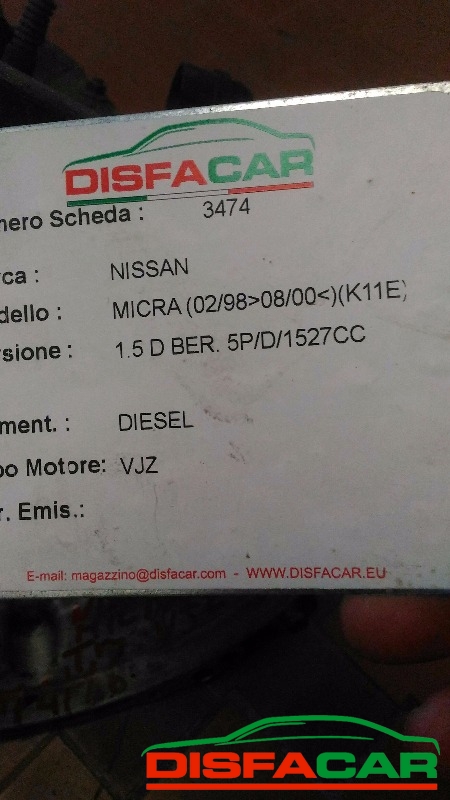 DISFACAR
mero Scheda : 3474
rca : NISSAN
dello : MICRA (02/98>08/00<)(K11E)
rsione : 1.5 D BER. 5P/D/1527CC
ment. : DIESEL
po Motore: VJZ
r. Emis.:
E-mail: magazzino@disfacar.com - WWW.DISFACAR.EU
DISFACAR